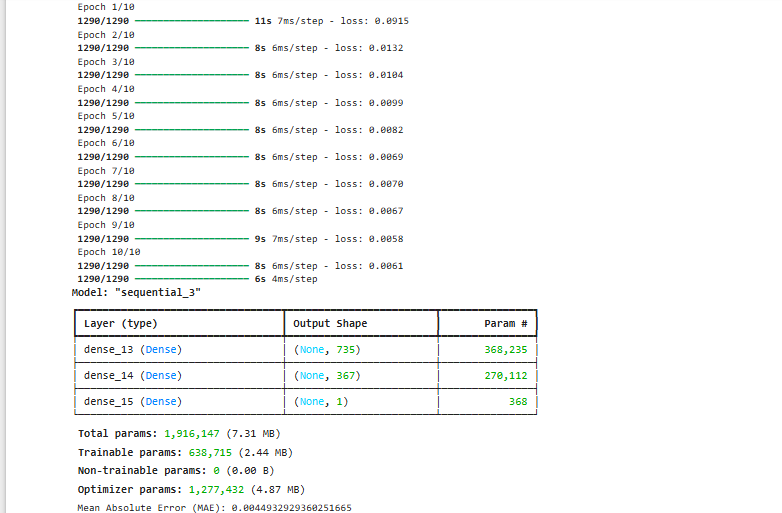 Epoch 1/10
1290/1290 ━━━━━━━━━━━━━━━━━━━━ 11s 7ms/step - loss: 0.0915
Epoch 2/10
1290/1290 ━━━━━━━━━━━━━━━━━━━━ 8s 6ms/step - loss: 0.0132
Epoch 3/10
1290/1290 ━━━━━━━━━━━━━━━━━━━━ 8s 6ms/step - loss: 0.0104
Epoch 4/10
1290/1290 ━━━━━━━━━━━━━━━━━━━━ 8s 6ms/step - loss: 0.0099
Epoch 5/10
1290/1290 ━━━━━━━━━━━━━━━━━━━━ 8s 6ms/step - loss: 0.0082
Epoch 6/10
1290/1290 ━━━━━━━━━━━━━━━━━━━━ 8s 6ms/step - loss: 0.0069
Epoch 7/10
1290/1290 ━━━━━━━━━━━━━━━━━━━━ 8s 6ms/step - loss: 0.0070
Epoch 8/10
1290/1290 ━━━━━━━━━━━━━━━━━━━━ 8s 6ms/step - loss: 0.0067
Epoch 9/10
1290/1290 ━━━━━━━━━━━━━━━━━━━━ 9s 7ms/step - loss: 0.0058
Epoch 10/10
1290/1290 ━━━━━━━━━━━━━━━━━━━━ 8s 6ms/step - loss: 0.0061
1290/1290 ━━━━━━━━━━━━━━━━━━━━ 6s 4ms/step
Model: "sequential_3"
Layer (type) Output Shape Param #
dense_13 (Dense) (None, 735) 368,235
dense_14 (Dense) (None, 367) 270,112
dense_15 (Dense) (None, 1) 368
Total params: 1,916,147 (7.31 MB)
Trainable params: 638,715 (2.44 MB)
Non-trainable params: 0 (0.00 B)
Optimizer params: 1,277,432 (4.87 MB)
Mean Absolute Error (MAE): 0.0044932929360251665